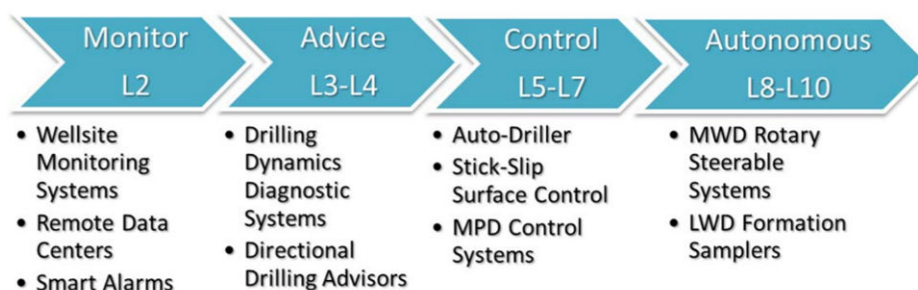 Monitor
L2
• Wellsite
Monitoring
Systems
• Remote Data
Centers
• Smart Alarms
Advice
L3-L4
• Drilling
Dynamics
Diagnostic
Systems
• Directional
Drilling Advisors
Control
L5-L7
• Auto-Driller
• Stick-Slip
Surface Control
• MPD Control
Systems
Autonomous
L8-L10
• MWD Rotary
Steerable
Systems
• LWD Formation
Samplers